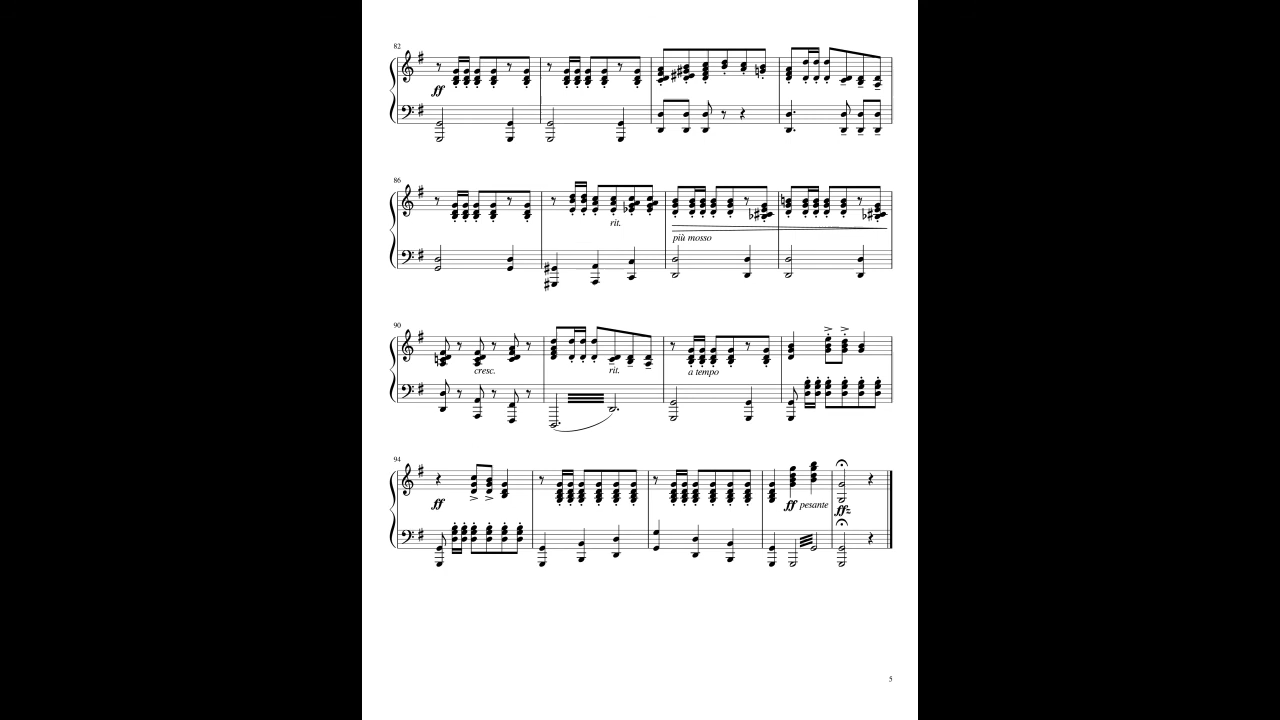 82
ff
86
rit.
più mosso
90
cresc.
rit.
a tempo
94
ff
ff pesante
ff
5